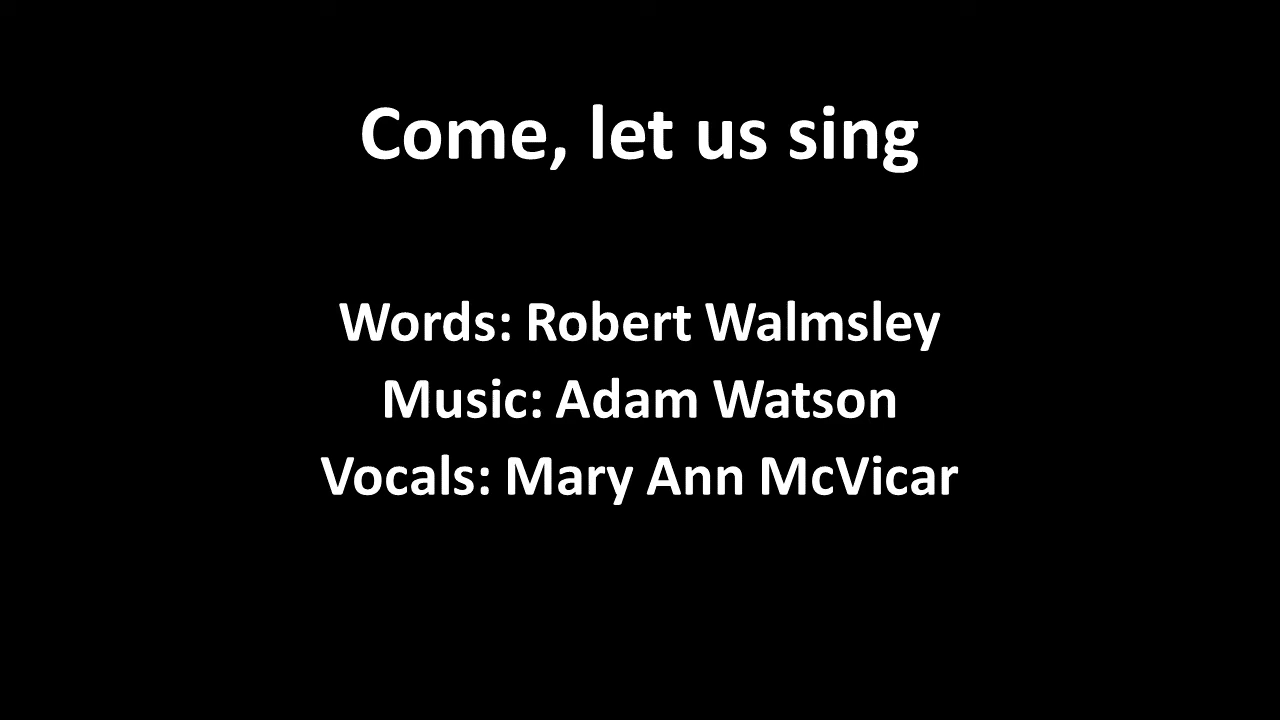 Come, let us sing
Words: Robert Walmsley
Music: Adam Watson
Vocals: Mary Ann McVicar